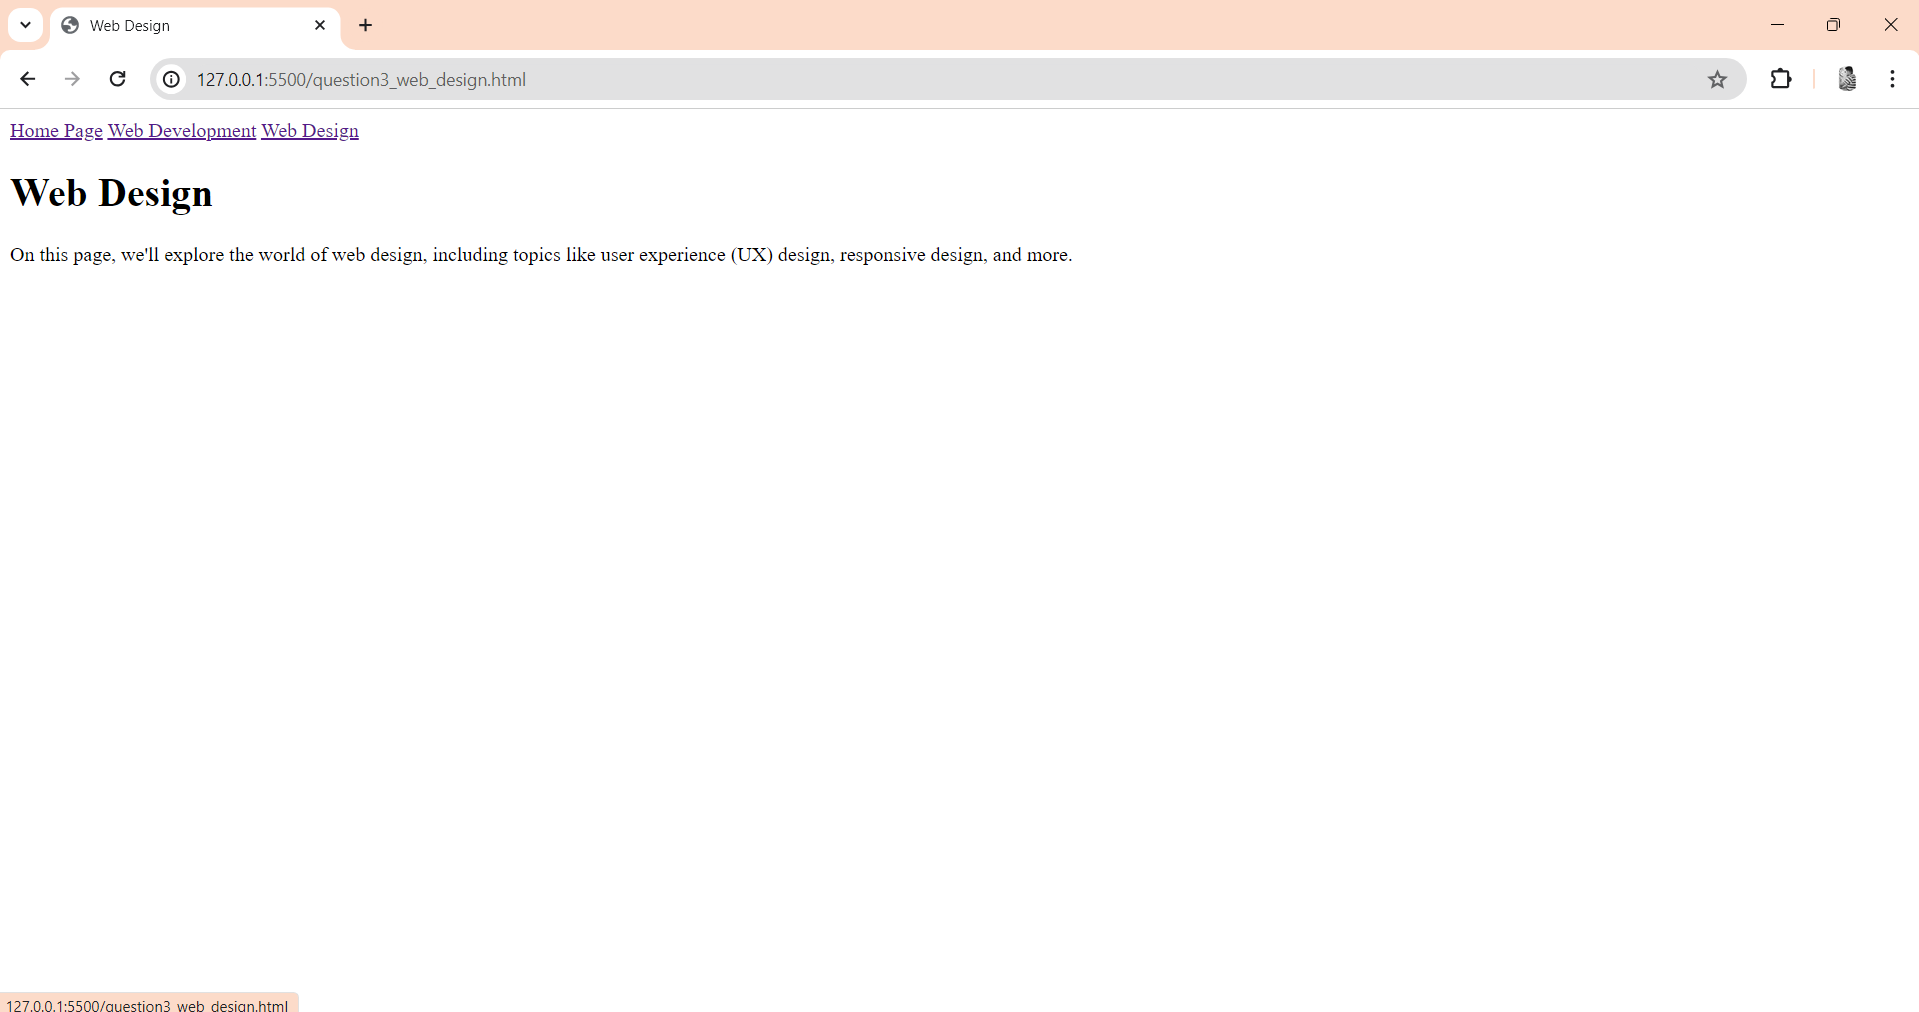 Web Design
127.0.0.1:5500/question3_web_design.html
Home Page Web Development Web Design
Web Design
On this page, we'll explore the world of web design, including topics like user experience (UX) design, responsive design, and more.
127.0.0.1:5500/question3_web_design.html